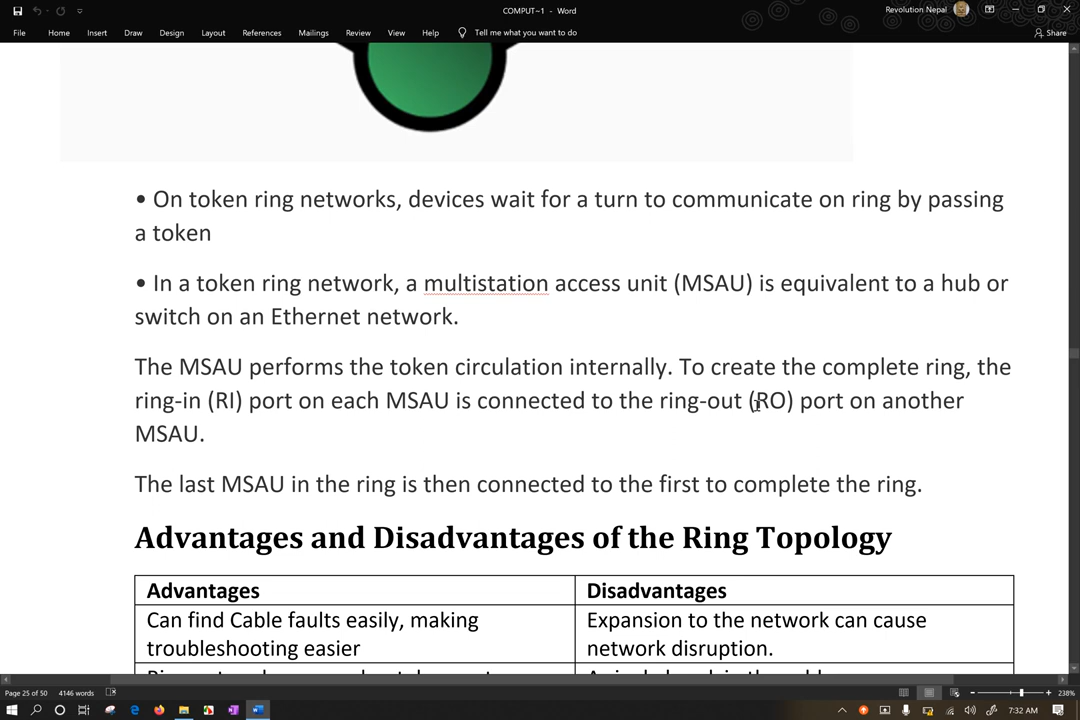 COMPUT~1 - Word
Revolution Nepal
File Home Insert Draw Design Layout References Mailings Review View Help Tell me what you want to do Share
• On token ring networks, devices wait for a turn to communicate on ring by passing
a token
• In a token ring network, a multistation access unit (MSAU) is equivalent to a hub or
switch on an Ethernet network.
The MSAU performs the token circulation internally. To create the complete ring, the
ring-in (RI) port on each MSAU is connected to the ring-out (RO) port on another
MSAU.
The last MSAU in the ring is then connected to the first to complete the ring.
Advantages and Disadvantages of the Ring Topology
Advantages Disadvantages
Can find Cable faults easily, making
troubleshooting easier
Expansion to the network can cause
network disruption.
Page 25 of 50 4146 words 238%
7:32 AM